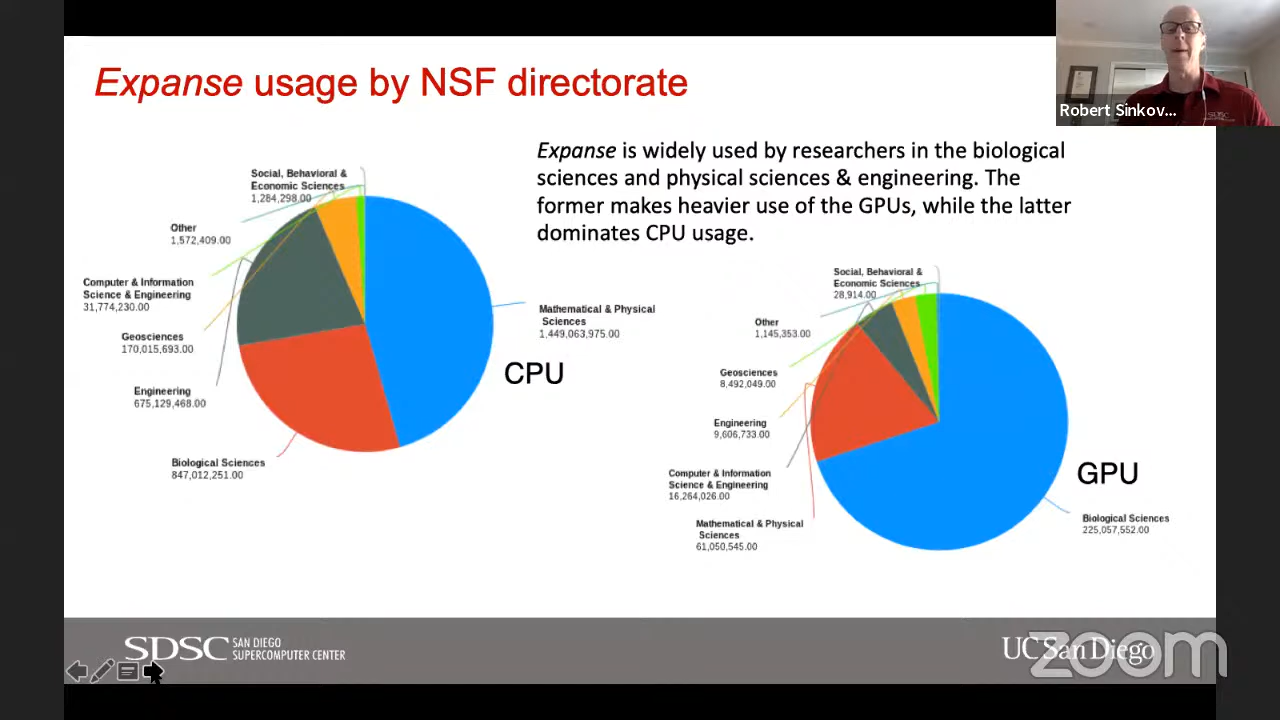 Expanse usage by NSF directorate
Robert Sinkov...
Expanse is widely used by researchers in the biological
sciences and physical sciences & engineering. The
former makes heavier use of the GPUs, while the latter
dominates CPU usage.
Social, Behavioral &
Economic Sciences
1,284,298.00
Other
1,572,409.00
Computer & Information
Science & Engineering
31,774,230.00
Geosciences
170,015,693.00
Engineering
675,129,468.00
Biological Sciences
847,012,251.00
Mathematical & Physical
Sciences
1,449,063,975.00
CPU
Social, Behavioral &
Economic Sciences
28,914.00
Other
1,145,353.00
Geosciences
8,492,049.00
Engineering
9,606,733.00
Computer & Information
Science & Engineering
16,264,026.00
Mathematical & Physical
Sciences
61,050,545.00
GPU
Biological Sciences
225,057,552.00
SDSC SAN DIEGO
SUPERCOMPUTER CENTER
UC San Diego
zoom
SDSC